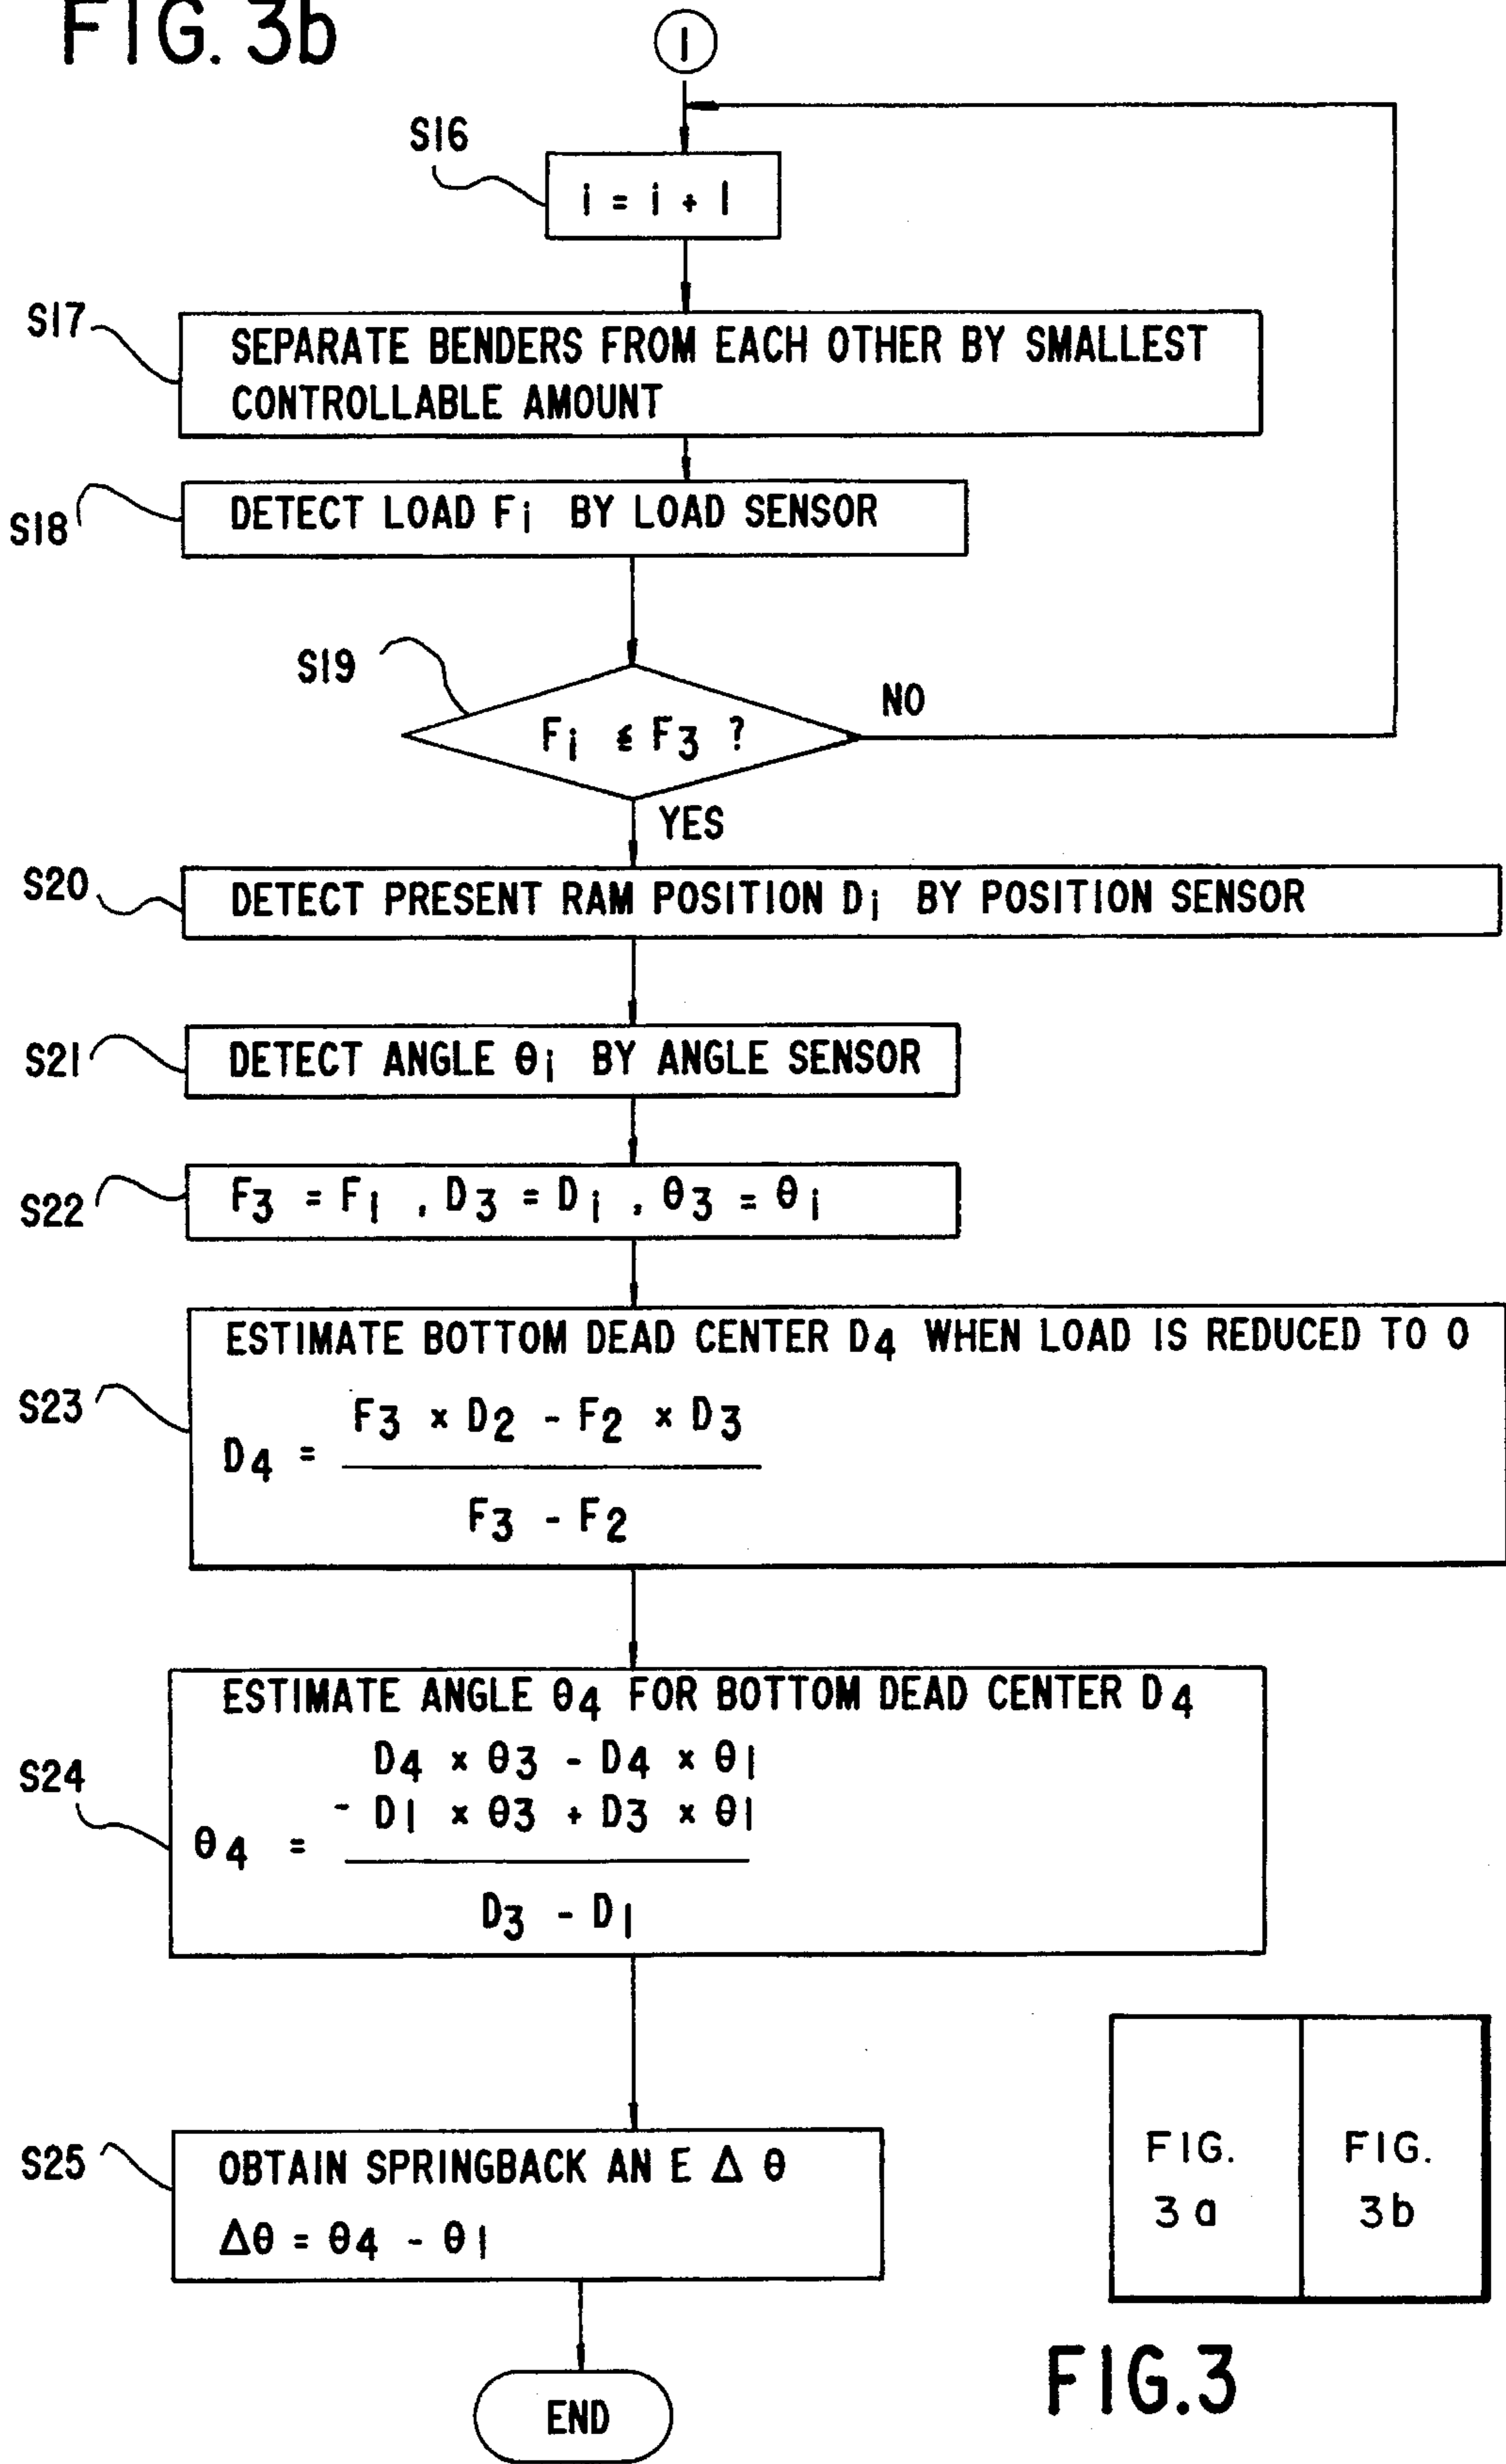 FIG. 3b
1
S16
i = i + 1
S17
SEPARATE BENDERS FROM EACH OTHER BY SMALLEST
CONTROLLABLE AMOUNT
S18
DETECT LOAD Fi BY LOAD SENSOR
S19
Fi ≦ F3 ?
NO
YES
S20
DETECT PRESENT RAM POSITION Di BY POSITION SENSOR
S21
DETECT ANGLE θi BY ANGLE SENSOR
S22
F3 = Fi , D3 = Di , θ3 = θi
S23
ESTIMATE BOTTOM DEAD CENTER D4 WHEN LOAD IS REDUCED TO 0
F3 × D2 - F2 × D3
D4 =
F3 - F2
S24
ESTIMATE ANGLE θ4 FOR BOTTOM DEAD CENTER D4
D4 × θ3 - D4 × θ1
- D1 × θ3 + D3 × θ1
θ4 =
D3 - D1
S25
OBTAIN SPRINGBACK AN E Δ θ
Δθ = θ4 - θ1
END
FIG.
3a
FIG.
3b
FIG.3